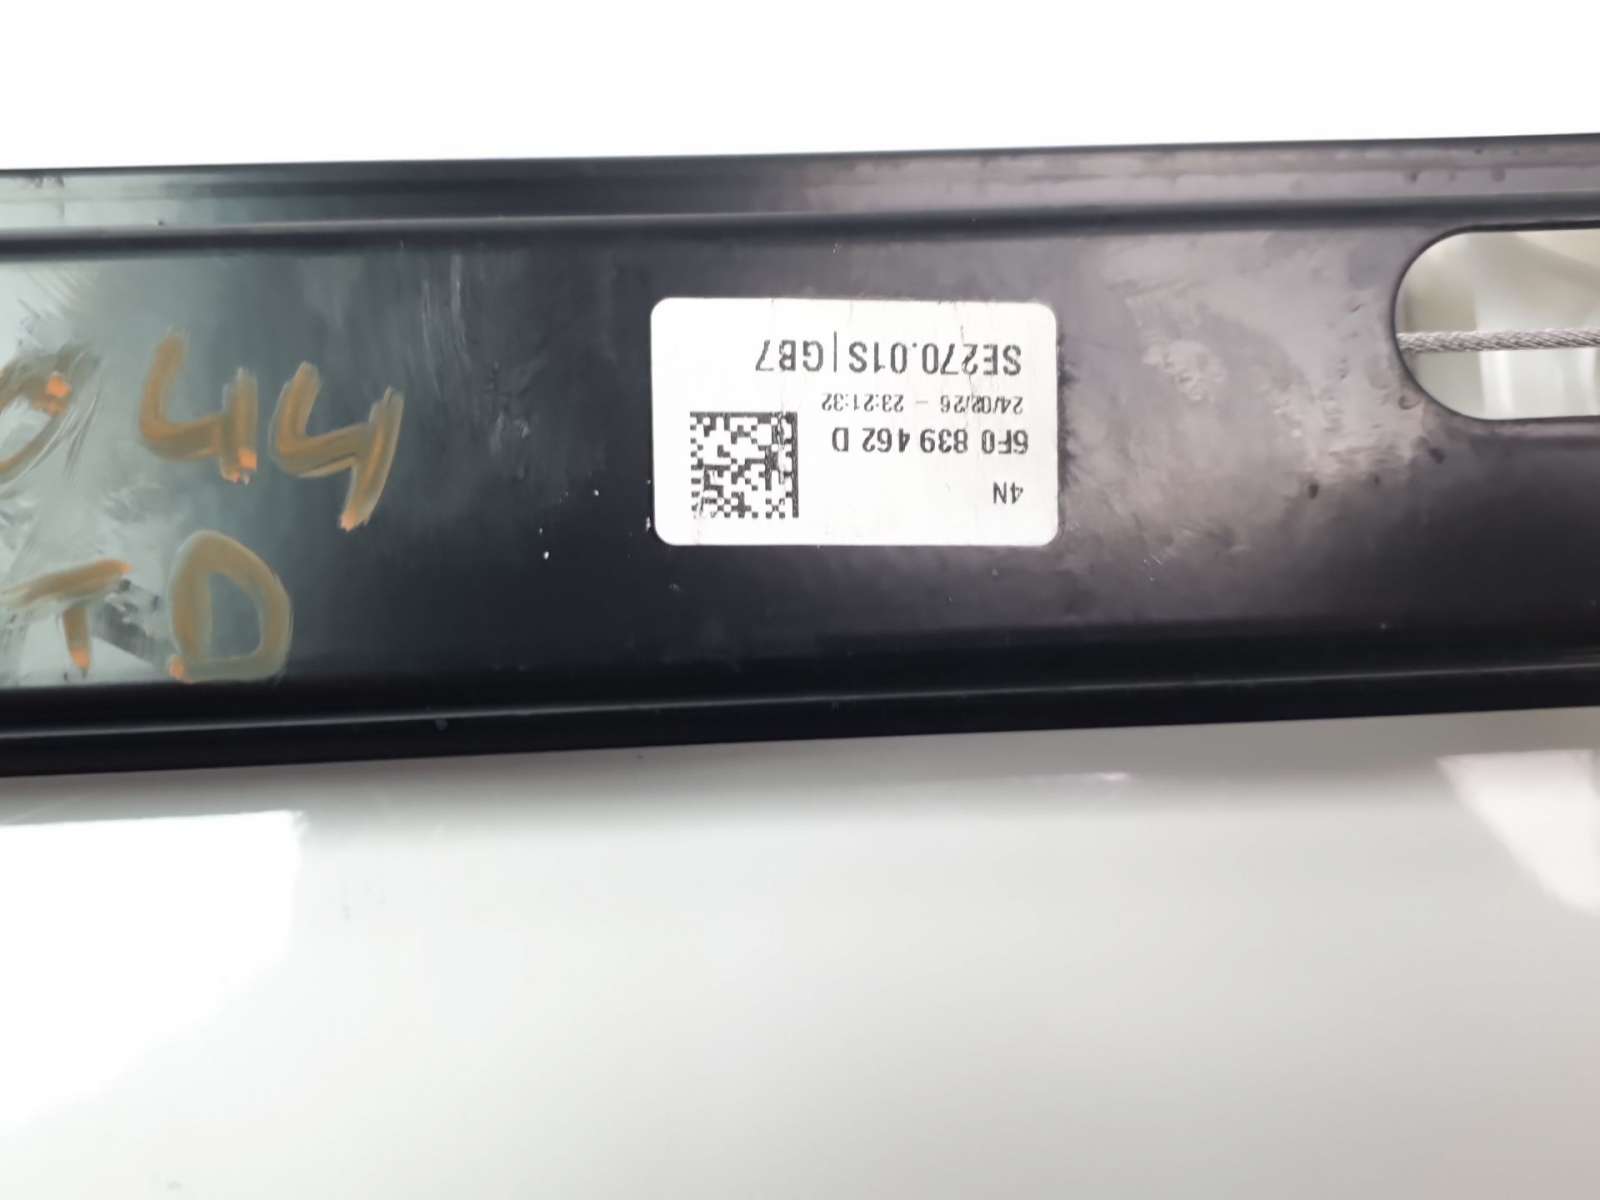 44
TD
4N
6F0 839 462 D
24/02/26 - 23:21:32
SE270.01S|GB7